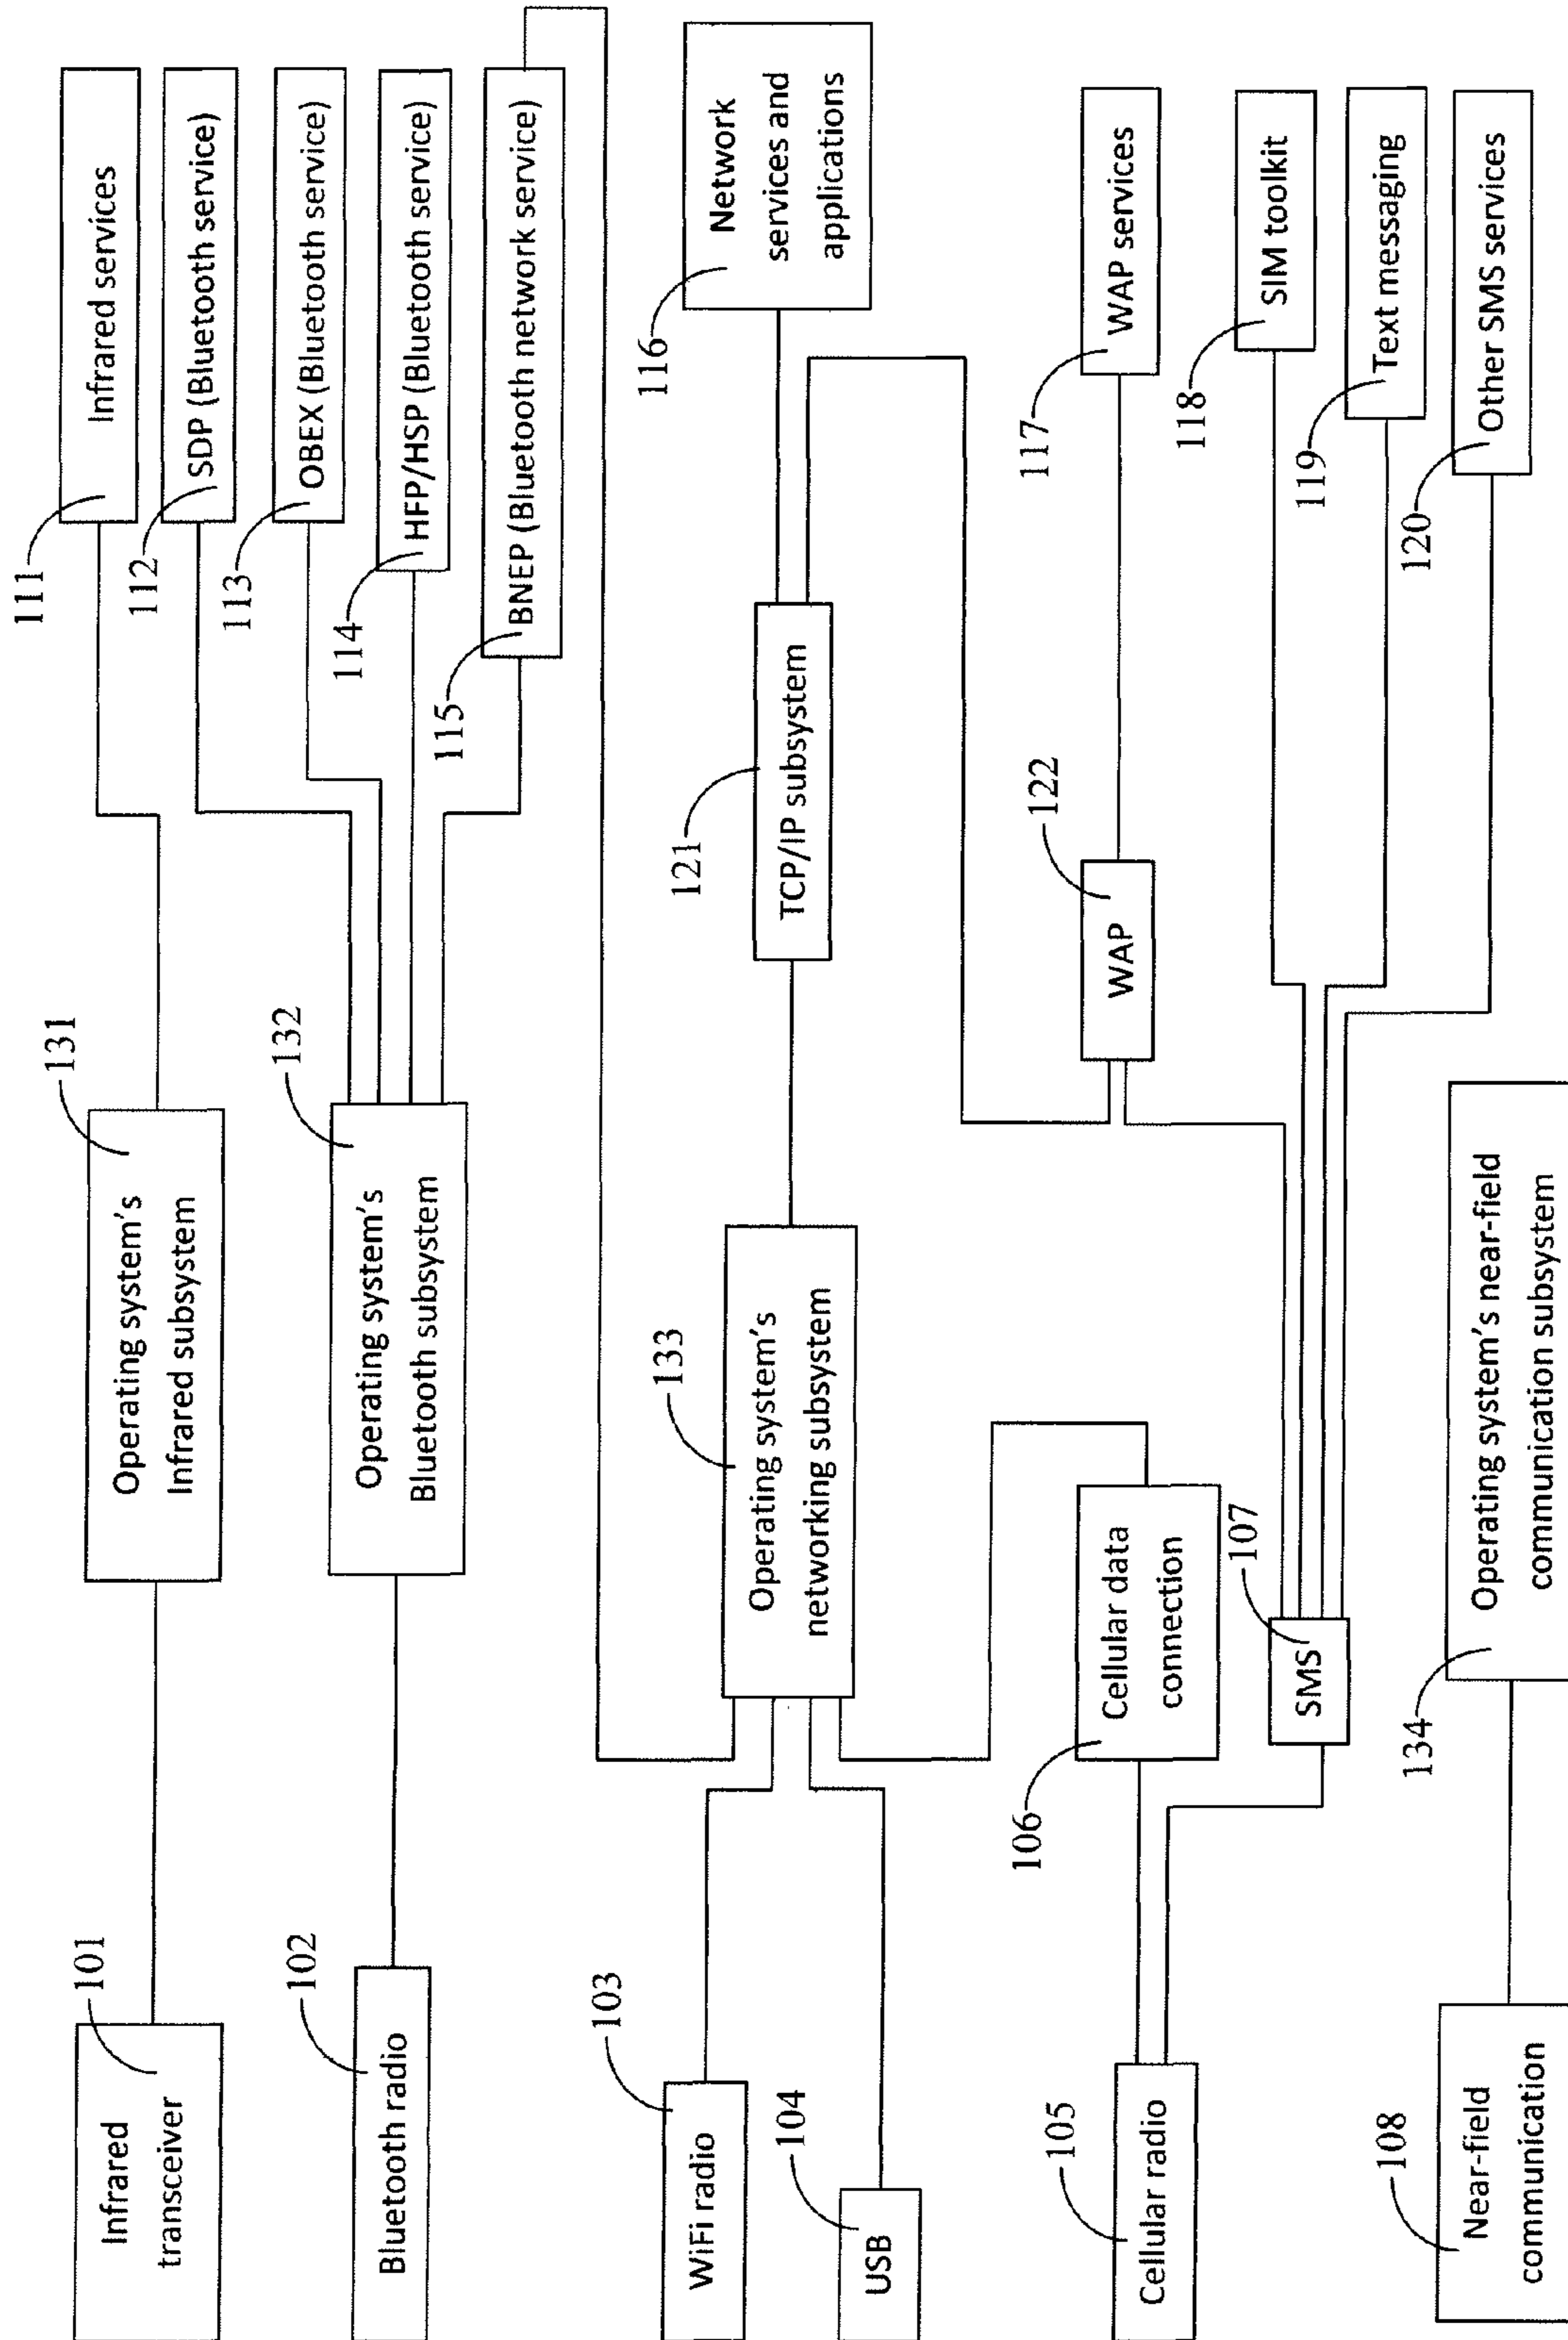 101
Infrared
transceiver
131
Operating system's
Infrared subsystem
111
Infrared services
112
SDP (Bluetooth service)
113
OBEX (Bluetooth service)
102
Bluetooth radio
132
Operating system's
Bluetooth subsystem
114
HFP/HSP (Bluetooth service)
115
BNEP (Bluetooth network service)
103
WiFi radio
104
USB
133
Operating system's
networking subsystem
121
TCP/IP subsystem
116
Network
services and
applications
105
Cellular radio
106
Cellular data
connection
122
WAP
117
WAP services
107
SMS
118
SIM toolkit
119
Text messaging
120
Other SMS services
108
Near-field
communication
134
Operating system's near-field
communication subsystem